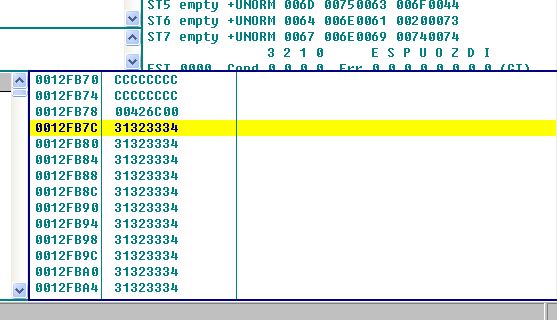 ST5 empty +UNORM 006D 00750063 006F0044
ST6 empty +UNORM 0064 006E0061 00200073
ST7 empty +UNORM 0067 006E0069 00740074
3 2 1 0 E S P U O Z D I
FST 0000 Cond 0 0 0 0 Err 0 0 0 0 0 0 0 0 (GT)
0012FB70 CCCCCCCC
0012FB74 CCCCCCCC
0012FB78 00426C00
0012FB7C 31323334
0012FB80 31323334
0012FB84 31323334
0012FB88 31323334
0012FB8C 31323334
0012FB90 31323334
0012FB94 31323334
0012FB98 31323334
0012FB9C 31323334
0012FBA0 31323334
0012FBA4 31323334